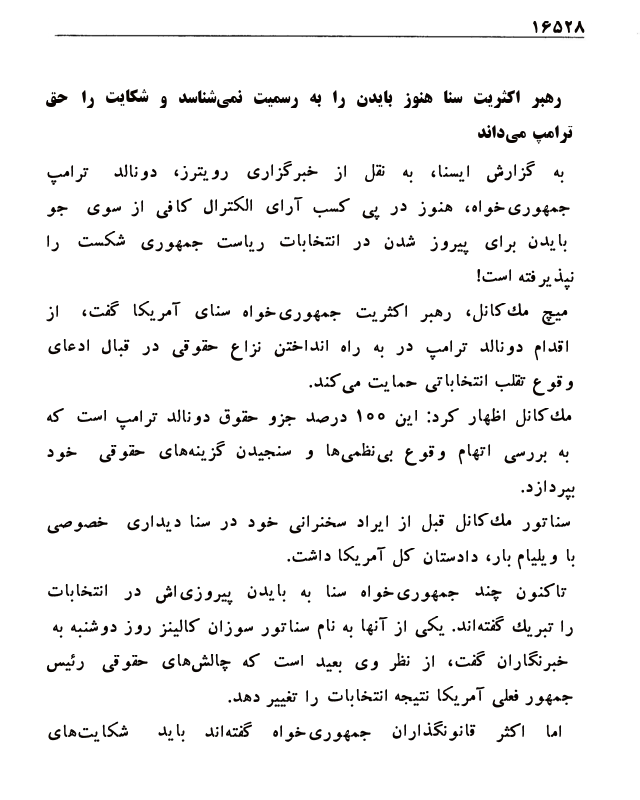 ۱۶۵۲۸
رهبر اکثریت سنا هنوز بایدن را به رسمیت نمی‌شناسد و شکایت را حق
ترامپ می‌داند
به گزارش ایسنا، به نقل از خبرگزاری رویترز، دونالد ترامپ
جمهوری‌خواه، هنوز در پی کسب آرای الکترال کافی از سوی جو
بایدن برای پیروز شدن در انتخابات ریاست جمهوری شکست را
نپذیرفته است!
میچ مك‌کانل، رهبر اکثریت جمهوری‌خواه سنای آمریکا گفت، از
اقدام دونالد ترامپ در به راه انداختن نزاع حقوقی در قبال ادعای
وقوع تقلب انتخاباتی حمایت می‌کند.
مك‌کانل اظهار کرد: این ۱۰۰ درصد جزو حقوق دونالد ترامپ است که
به بررسی اتهام وقوع بی‌نظمی‌ها و سنجیدن گزینه‌های حقوقی خود
بپردازد.
سناتور مك‌کانل قبل از ایراد سخنرانی خود در سنا دیداری خصوصی
با ویلیام بار، دادستان کل آمریکا داشت.
تاکنون چند جمهوری‌خواه سنا به بایدن پیروزی‌اش در انتخابات
را تبریك گفته‌اند. یکی از آنها به نام سناتور سوزان کالینز روز دوشنبه به
خبرنگاران گفت، از نظر وی بعید است که چالش‌های حقوقی رئیس
جمهور فعلی آمریکا نتیجه انتخابات را تغییر دهد.
اما اکثر قانونگذاران جمهوری‌خواه گفته‌اند باید شکایت‌های